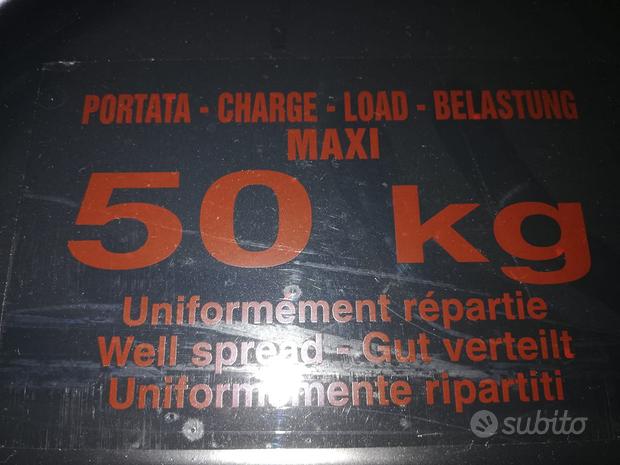 PORTATA - CHARGE - LOAD - BELASTUNG
MAXI
50 kg
Uniformément répartie
Well spread - Gut verteilt
Uniformemente ripartiti
subito